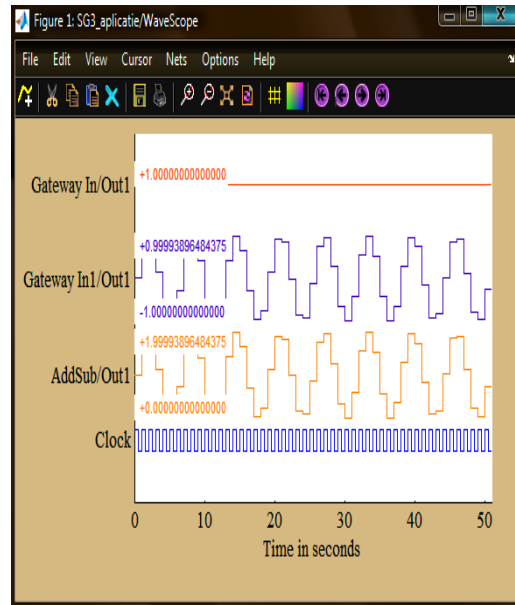 Figure 1: SG3_aplicatie/WaveScope
File Edit View Cursor Nets Options Help
Gateway In/Out1
+1.00000000000000
Gateway In1/Out1
+0.99993896484375
-1.00000000000000
AddSub/Out1
+1.99993896484375
+0.00000000000000
Clock
0 10 20 30 40 50
Time in seconds